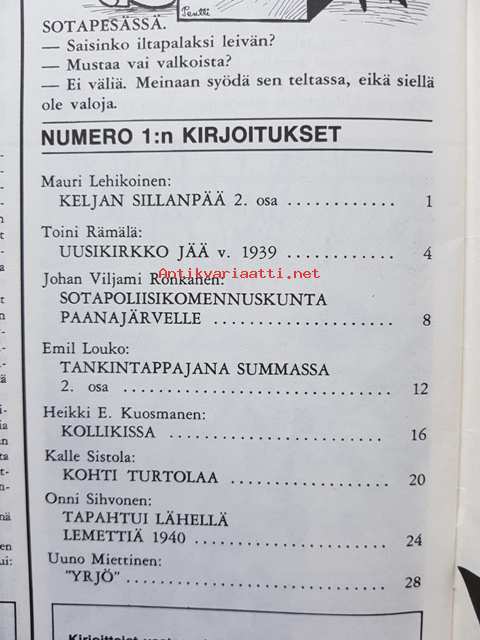 Pentti
SOTAPESÄSSÄ.
— Saisinko iltapalaksi leivän?
— Mustaa vai valkoista?
— Ei väliä. Meinaan syödä sen teltassa, eikä siellä
ole valoja.
NUMERO 1:n KIRJOITUKSET
Mauri Lehikoinen:
KELJAN SILLANPÄÄ 2. osa ............ 1
Toini Rämälä:
UUSIKIRKKO JÄÄ v. 1939 ............ 4
Antikvariaatti.net
Johan Viljami Ronkanen:
SOTAPOLIISIKOMENNUSKUNTA
PAANAJÄRVELLE .................. 8
Emil Louko:
TANKINTAPPAJANA SUMMASSA
2. osa .......................... 12
Heikki E. Kuosmanen:
KOLLIKISSA ...................... 16
Kalle Sistola:
KOHTI TURTOLAA ................ 20
Onni Sihvonen:
TAPAHTUI LÄHELLÄ
LEMETTIÄ 1940 .................... 24
Uuno Miettinen:
"YRJÖ" .......................... 28